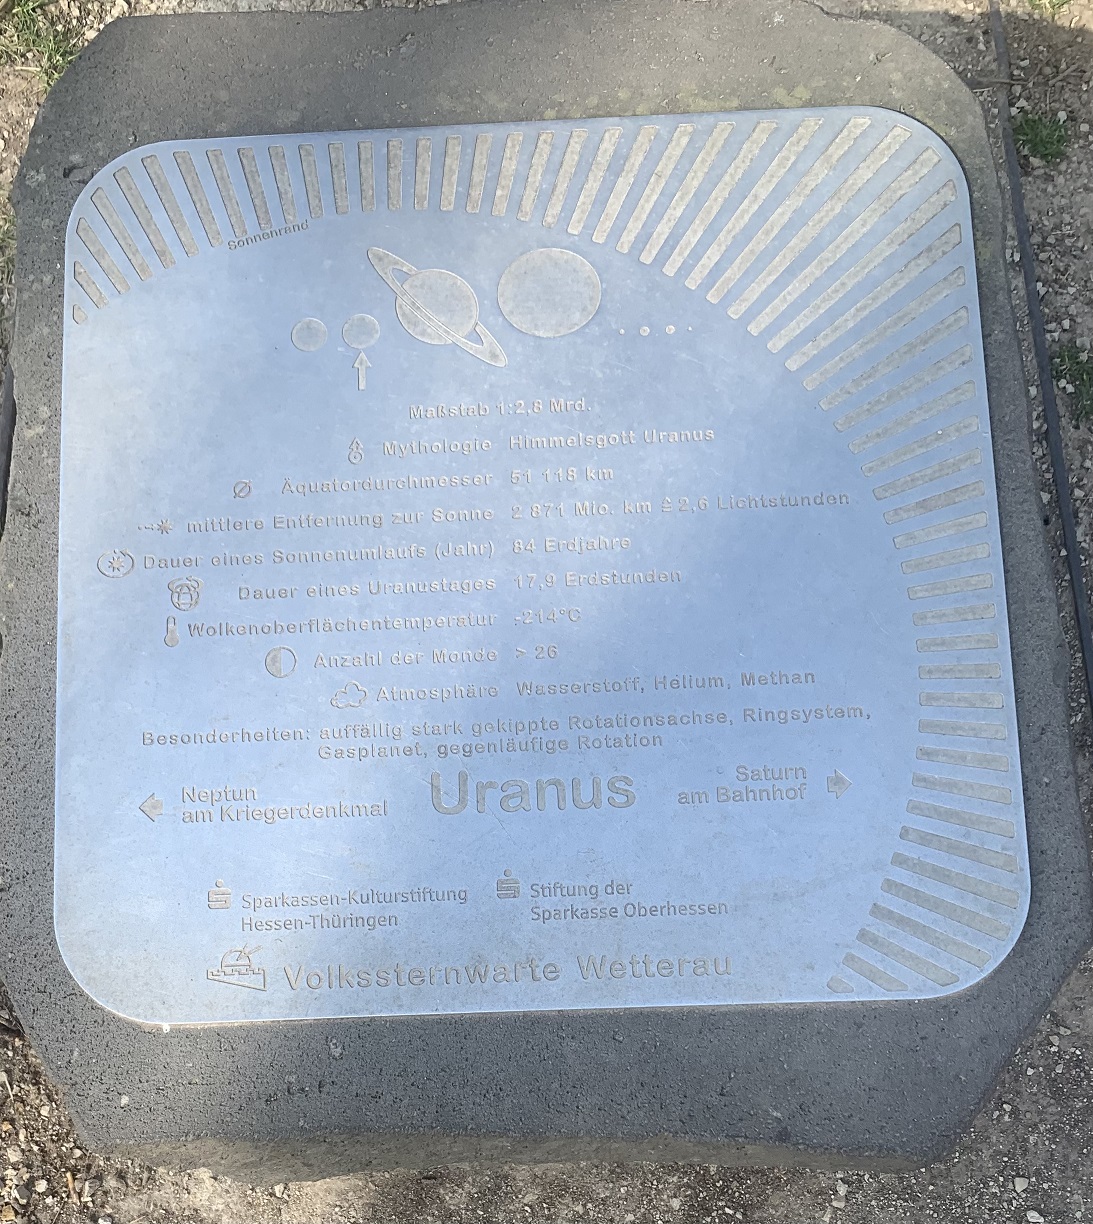 Sonnenrand
Maßstab 1:2,8 Mrd.
Mythologie Himmelsgott Uranus
Äquatordurchmesser 51 118 km
mittlere Entfernung zur Sonne 2 871 Mio. km ≙ 2,6 Lichtstunden
Dauer eines Sonnenumlaufs (Jahr) 84 Erdjahre
Dauer eines Uranustages 17,9 Erdstunden
Wolkenoberflächentemperatur -214°C
Anzahl der Monde > 26
Atmosphäre Wasserstoff, Helium, Methan
Besonderheiten: auffällig stark gekippte Rotationsachse, Ringsystem,
Gasplanet, gegenläufige Rotation
Neptun
am Kriegerdenkmal
Uranus
Saturn
am Bahnhof
Sparkassen-Kulturstiftung
Hessen-Thüringen
Stiftung der
Sparkasse Oberhessen
Volkssternwarte Wetterau